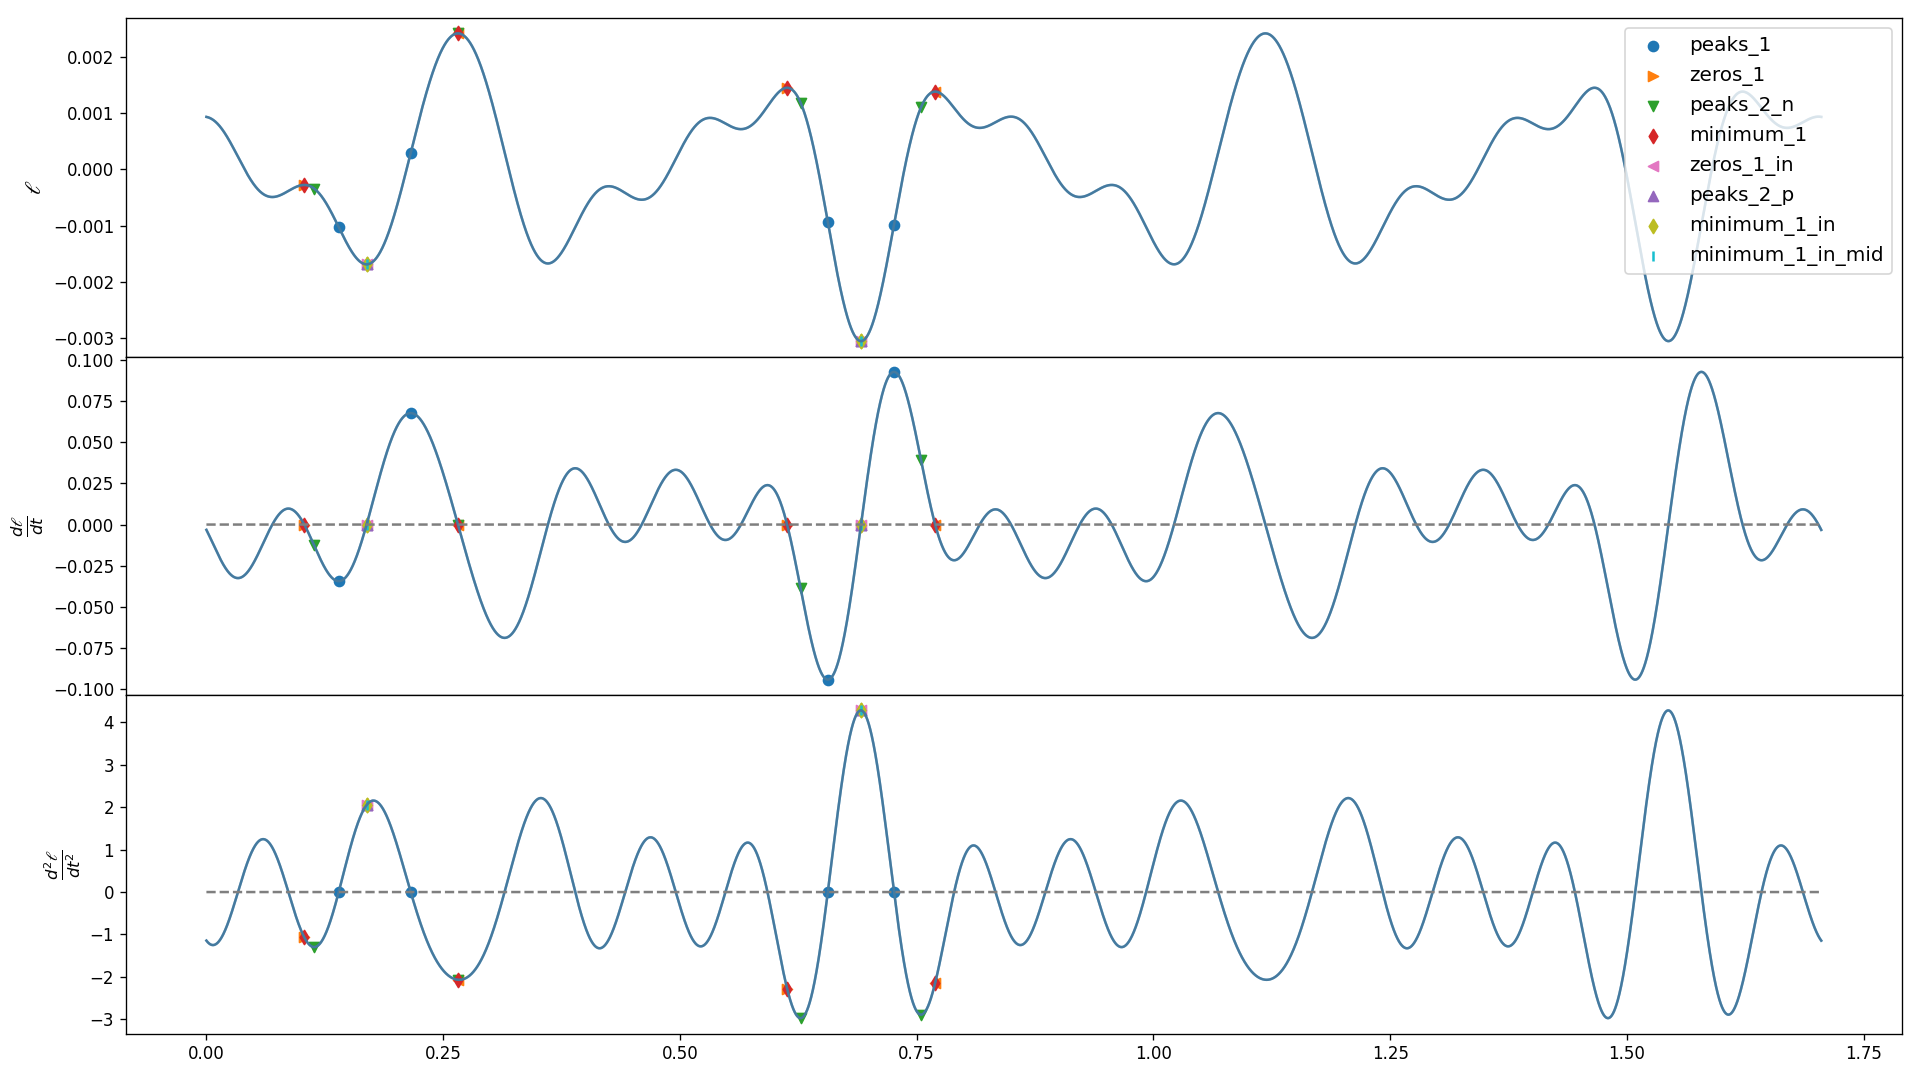 0.002
0.001
0.000
−0.001
−0.002
−0.003
ℓ
peaks_1
zeros_1
peaks_2_n
minimum_1
zeros_1_in
peaks_2_p
minimum_1_in
minimum_1_in_mid
0.100
0.075
0.050
0.025
0.000
−0.025
−0.050
−0.075
−0.100
dℓ
dt
4
3
2
1
0
−1
−2
−3
d²ℓ
dt²
0.00 0.25 0.50 0.75 1.00 1.25 1.50 1.75